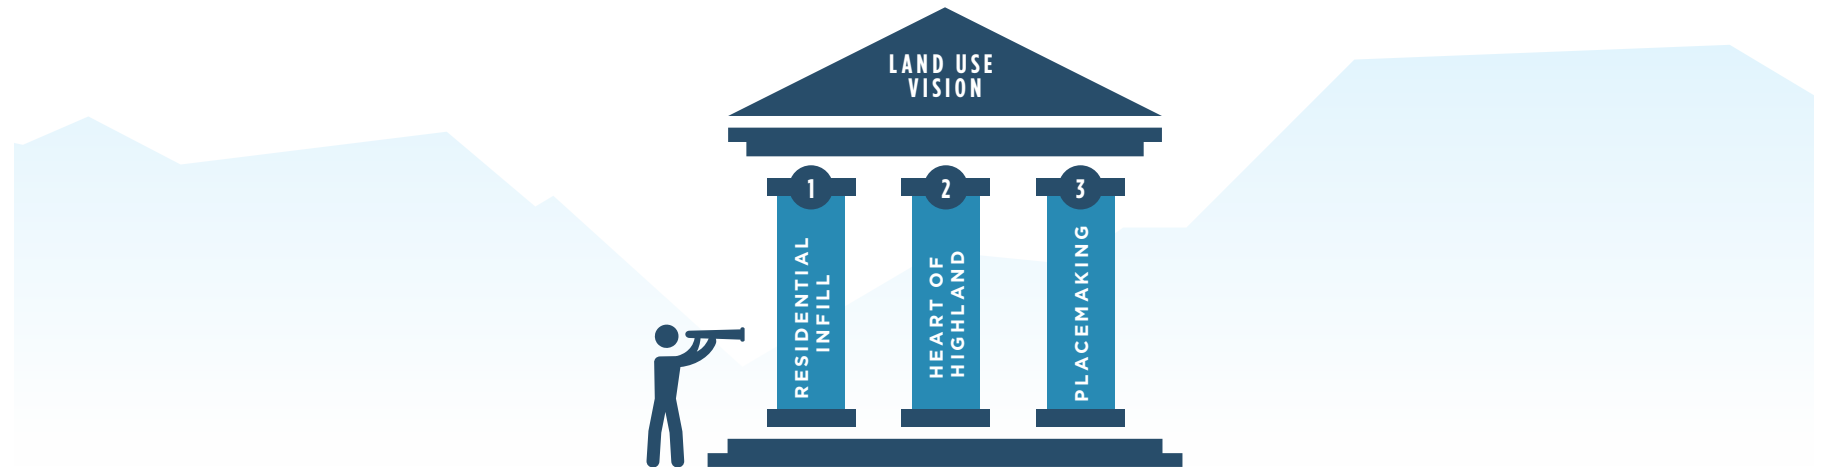 LAND USE
VISION
1
RESIDENTIAL
INFILL
2
HEART OF
HIGHLAND
3
PLACEMAKING